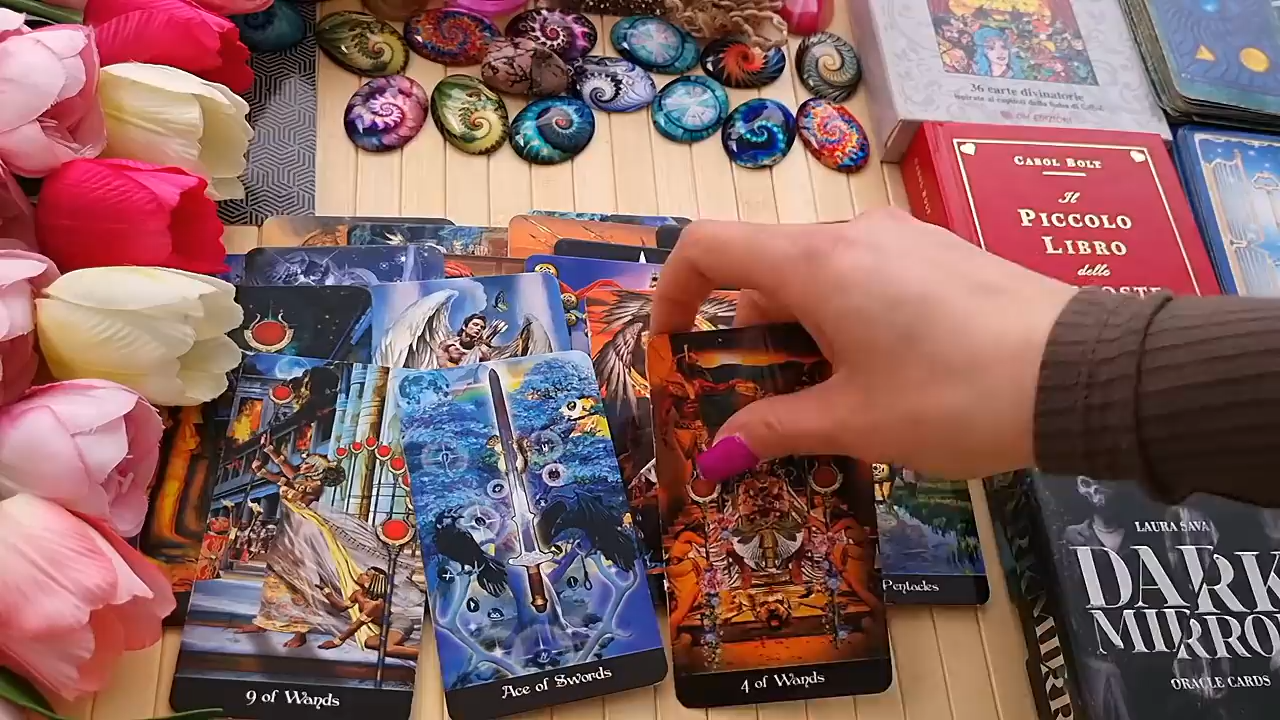 36 carte divinatorie
CAROL BOLT
Il
PICCOLO
LIBRO
delle
Pentacles
LAURA SAVA
DARK
MIRRO
ORACLE CARDS
9 of Wands
Ace of Swords
4 of Wands